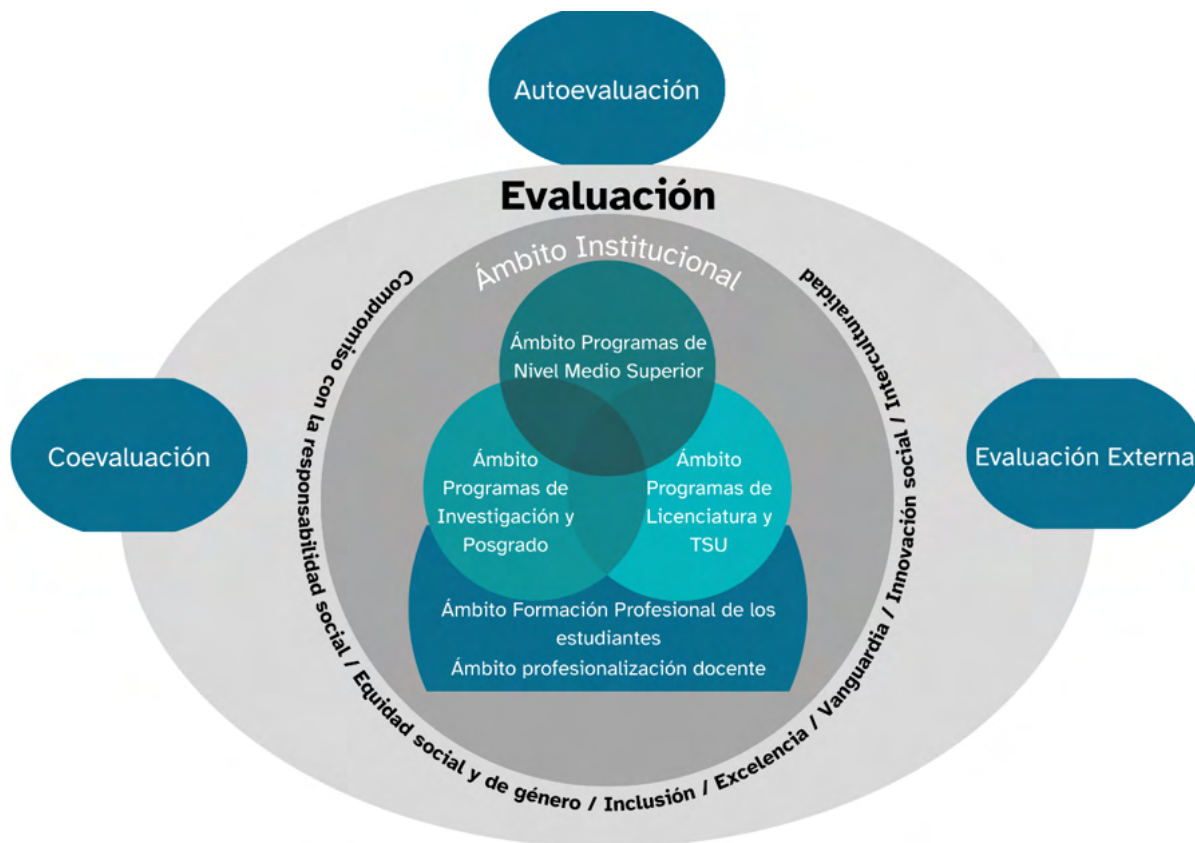 Autoevaluación
Evaluación
Ámbito Institucional
Compromiso con la responsabilidad social / Equidad social y de género / Inclusión / Excelencia / Vanguardia / Innovación social / Interculturalidad
Ámbito Programas de
Nivel Medio Superior
Coevaluación
Ámbito
Programas de
Investigación y
Posgrado
Ámbito
Programas de
Licenciatura y
TSU
Evaluación Externa
Ámbito Formación Profesional de los
estudiantes
Ámbito profesionalización docente